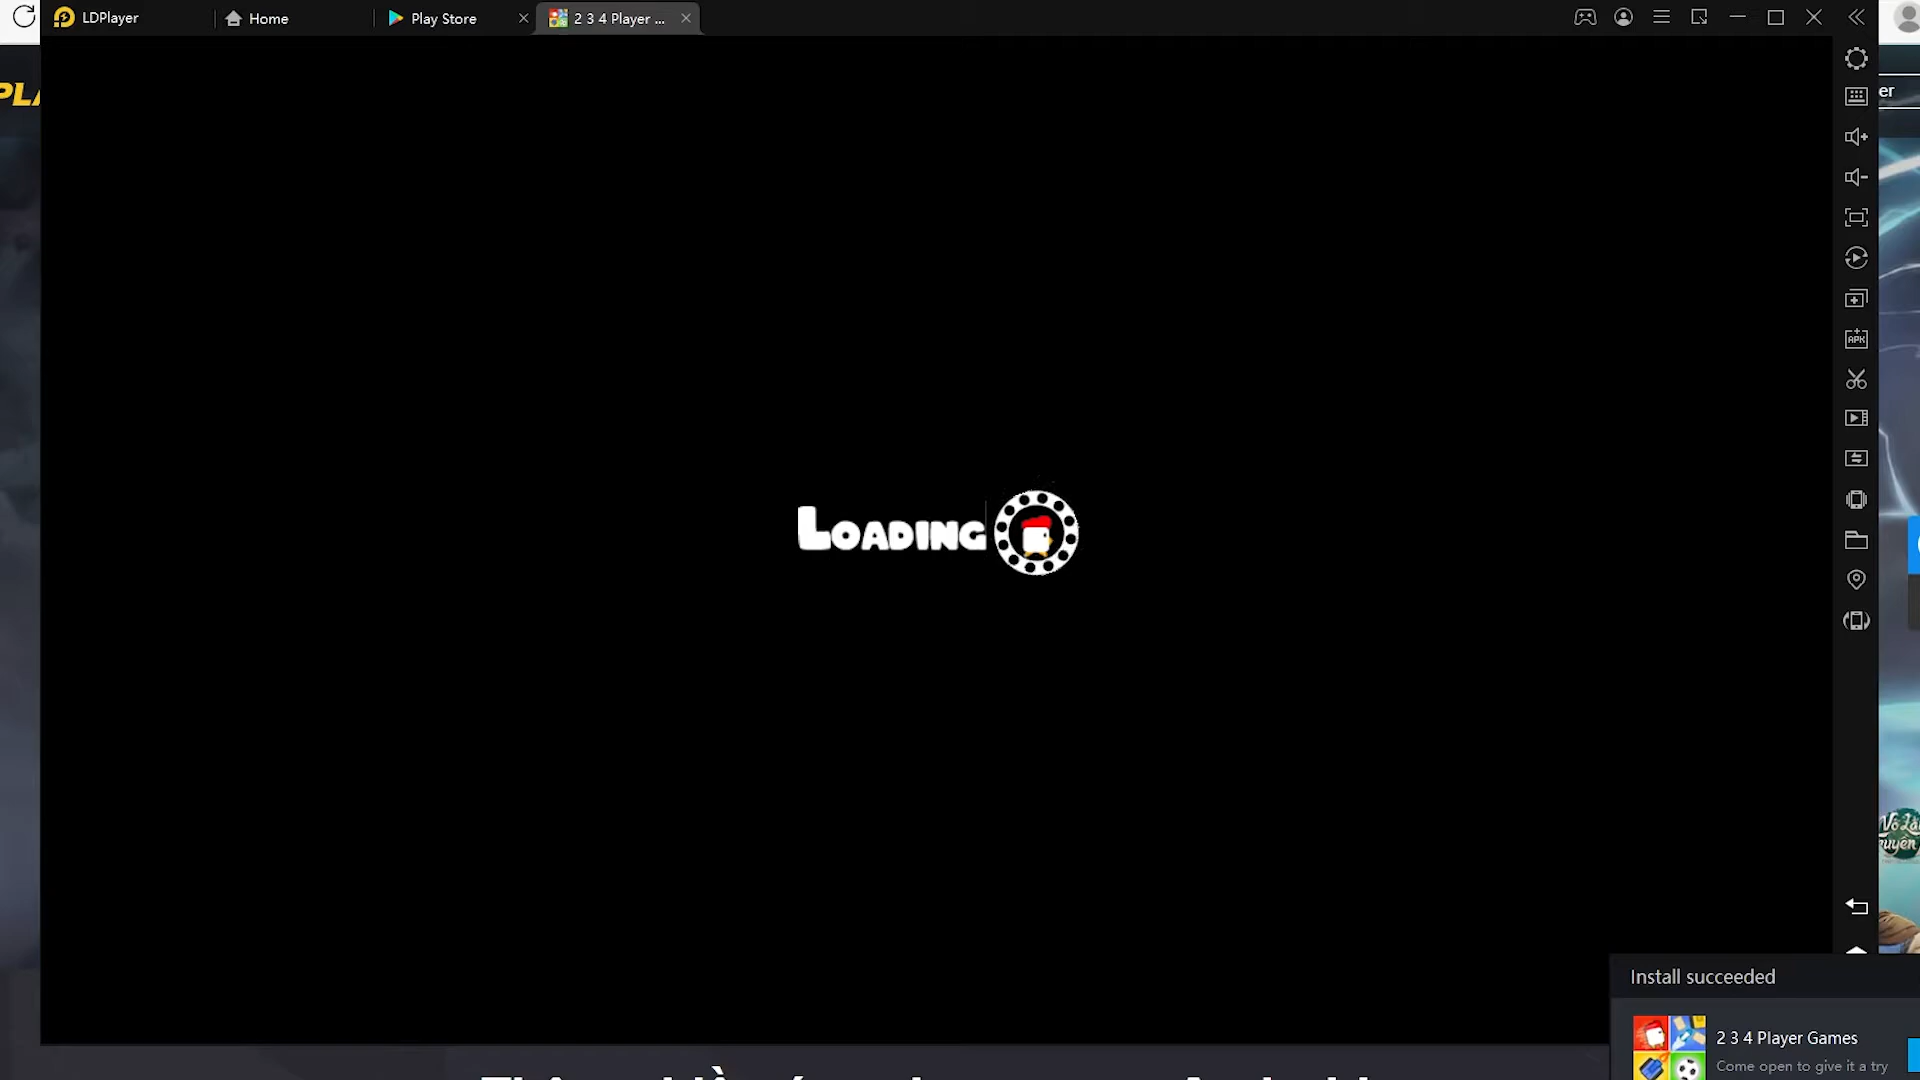 LDPlayer
Home
Play Store
2 3 4 Player ...
er
APK
LOADING
Install succeeded
2 3 4 Player Games
Come open to give it a try